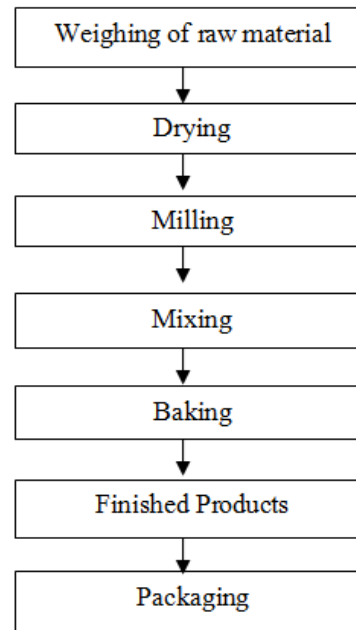 Weighing of raw material
Drying
Milling
Mixing
Baking
Finished Products
Packaging